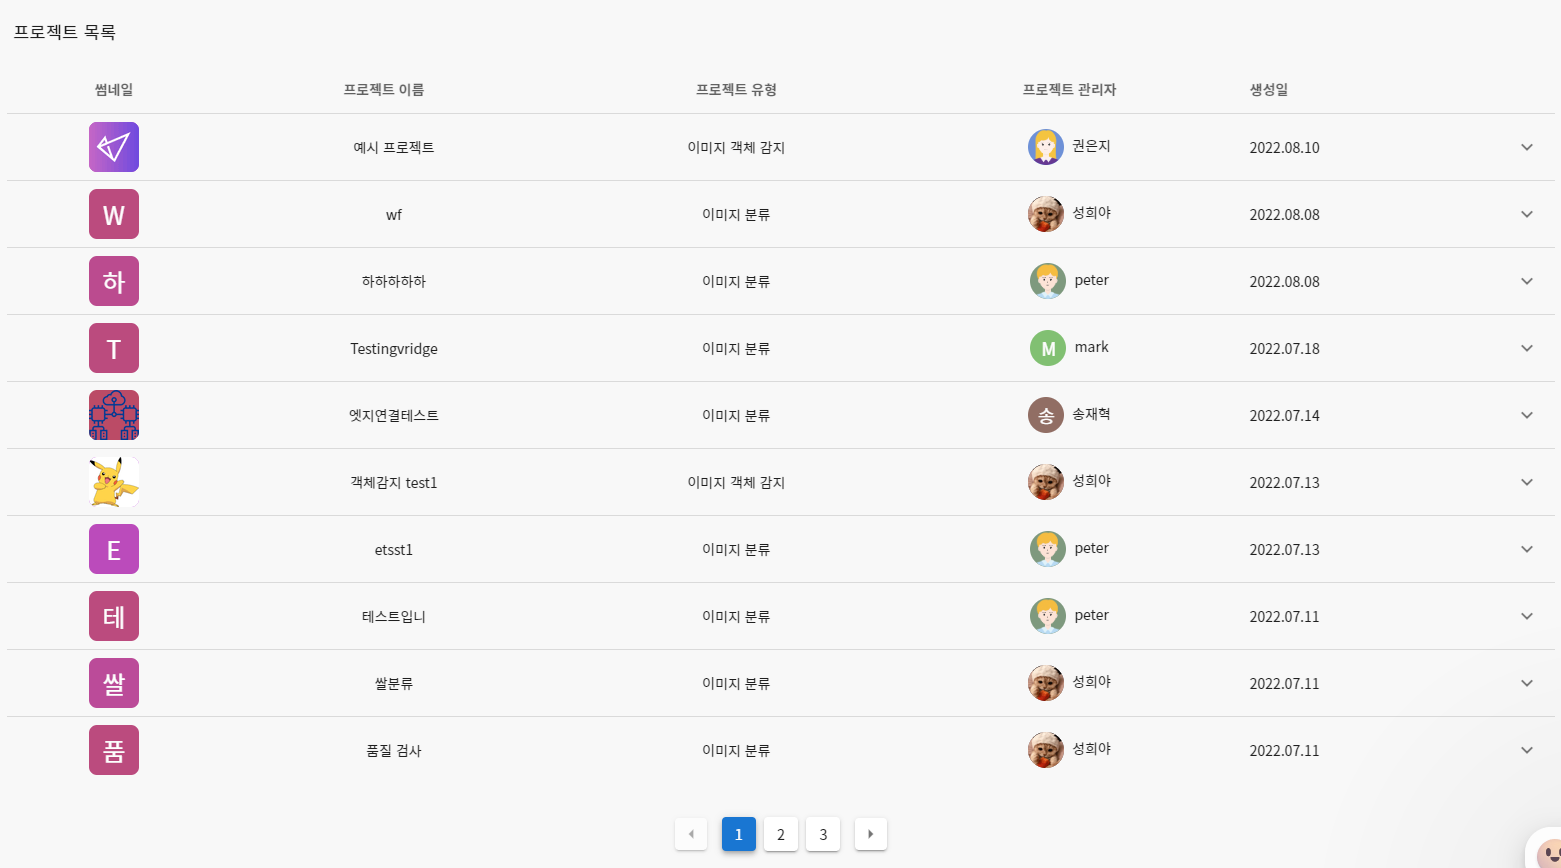 프로젝트 목록
썸네일 프로젝트 이름 프로젝트 유형 프로젝트 관리자 생성일
예시 프로젝트 이미지 객체 감지 권은지 2022.08.10
W wf 이미지 분류 성희야 2022.08.08
하 하하하하하 이미지 분류 peter 2022.08.08
T Testingvridge 이미지 분류 M mark 2022.07.18
엣지연결테스트 이미지 분류 송 송재혁 2022.07.14
객체감지 test1 이미지 객체 감지 성희야 2022.07.13
E etsst1 이미지 분류 peter 2022.07.13
테 테스트입니 이미지 분류 peter 2022.07.11
쌀 쌀분류 이미지 분류 성희야 2022.07.11
품 품질 검사 이미지 분류 성희야 2022.07.11
1 2 3